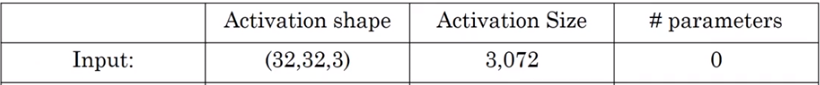 Activation shape Activation Size # parameters
Input: (32,32,3) 3,072 0